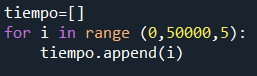 tiempo=[]
for i in range (0,50000,5):
    tiempo.append(i)